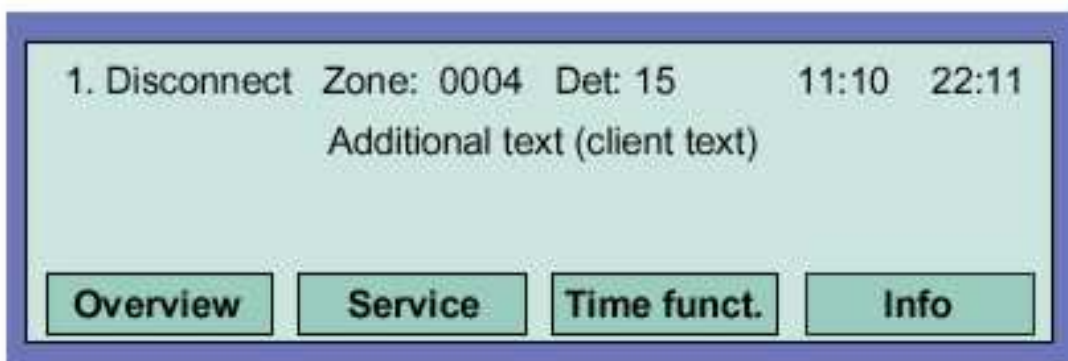 1. Disconnect Zone: 0004 Det: 15 11:10 22:11
Additional text (client text)
Overview Service Time funct. Info